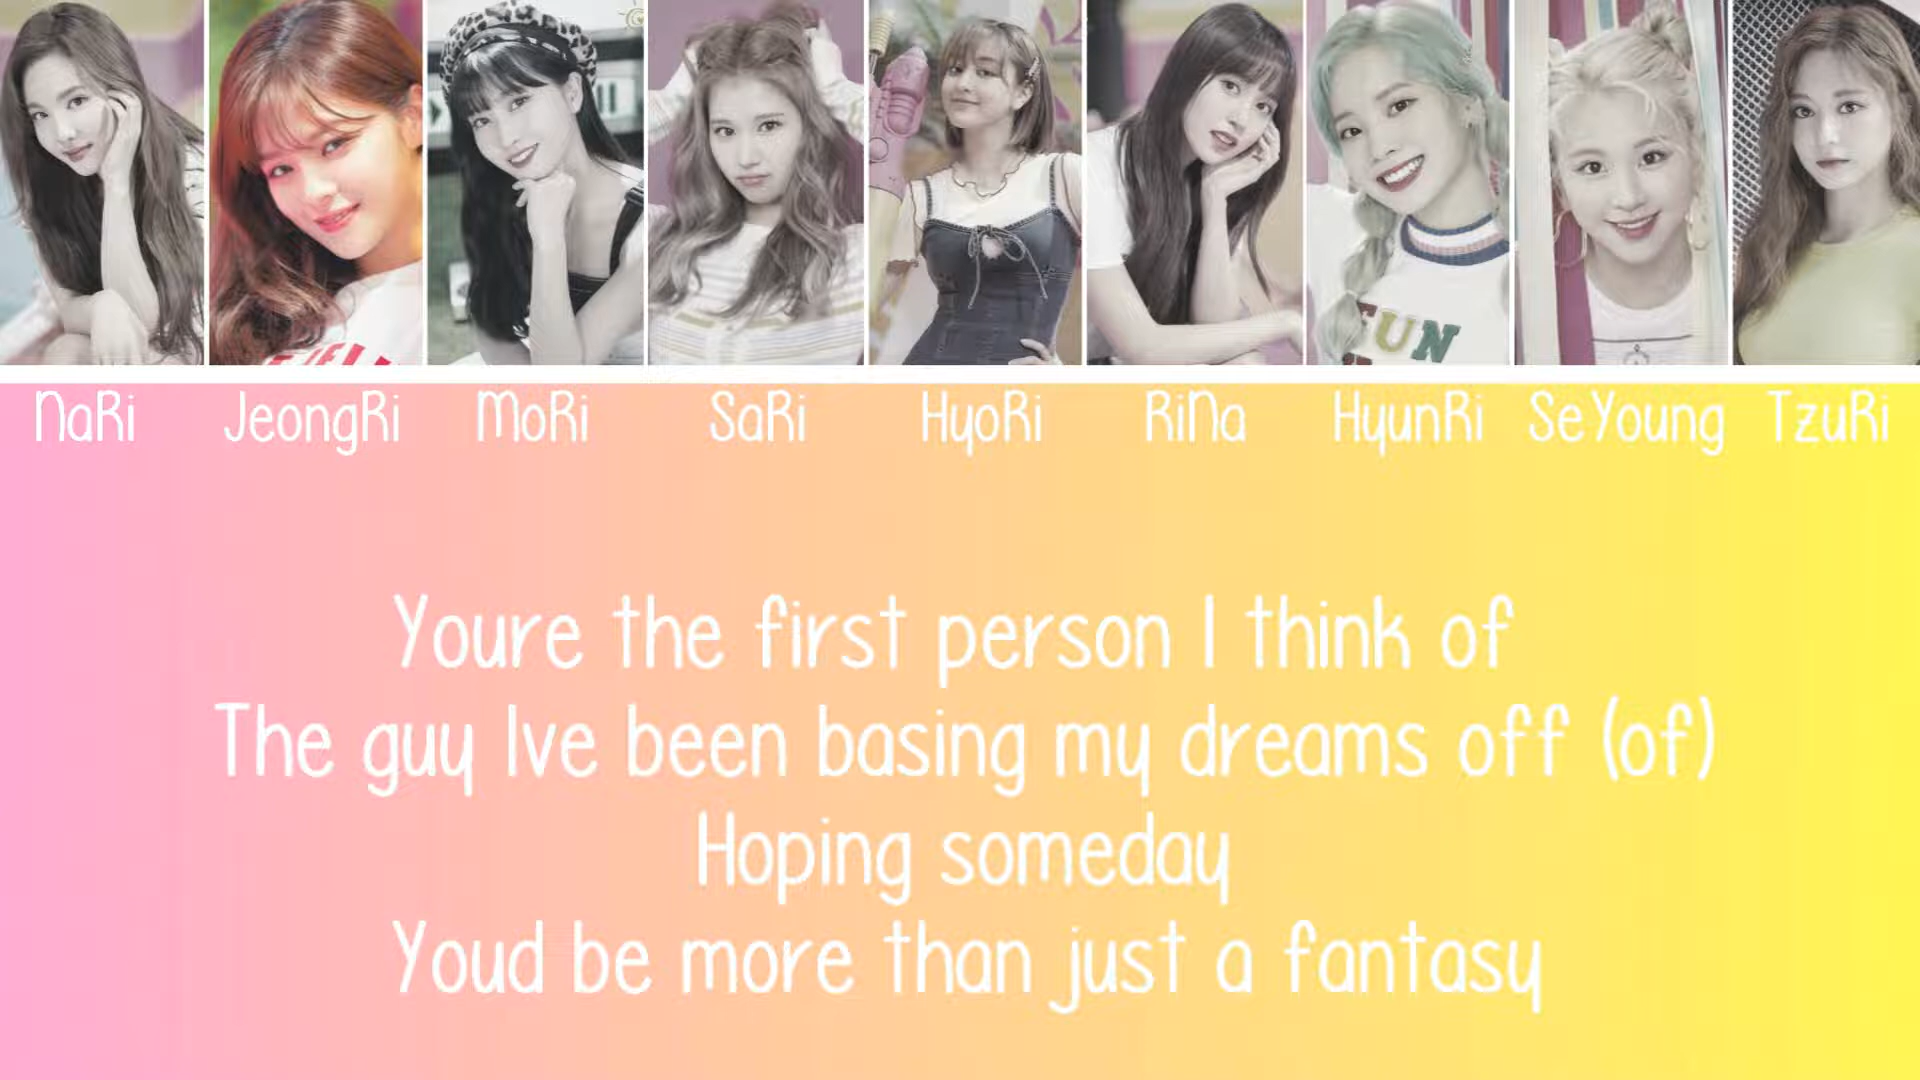 NaRi JeongRi MoRi SaRi HyoRi RiNa HyunRi SeYoung TzuRi
Youre the first person I think of
The guy Ive been basing my dreams off (of)
Hoping someday
Youd be more than just a fantasy
FUN